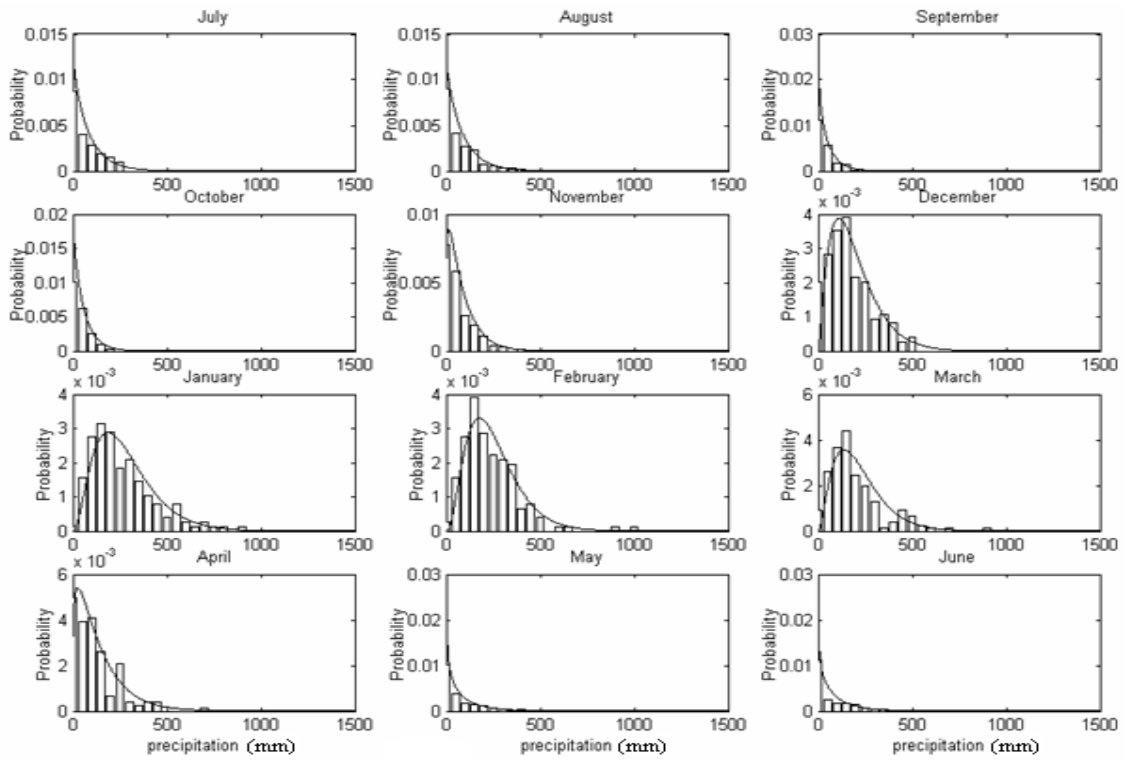 July
0.015
0.01
0.005
0
Probability
0 500 1000 1500
August
0.015
0.01
0.005
0
Probability
0 500 1000 1500
September
0.03
0.02
0.01
0
Probability
0 500 1000 1500
October
0.02
0.015
0.01
0.005
0
Probability
0 500 1000 1500
November
0.01
0.005
0
Probability
0 500 1000 1500
December
x 10⁻³
4
3
2
1
0
Probability
0 500 1000 1500
January
x 10⁻³
4
3
2
1
0
Probability
0 500 1000 1500
February
x 10⁻³
4
3
2
1
0
Probability
0 500 1000 1500
March
x 10⁻³
6
4
2
0
Probability
0 500 1000 1500
April
x 10⁻³
6
4
2
0
Probability
0 500 1000 1500
precipitation (mm)
May
0.03
0.02
0.01
0
Probability
0 500 1000 1500
precipitation (mm)
June
0.03
0.02
0.01
0
Probability
0 500 1000 1500
precipitation (mm)